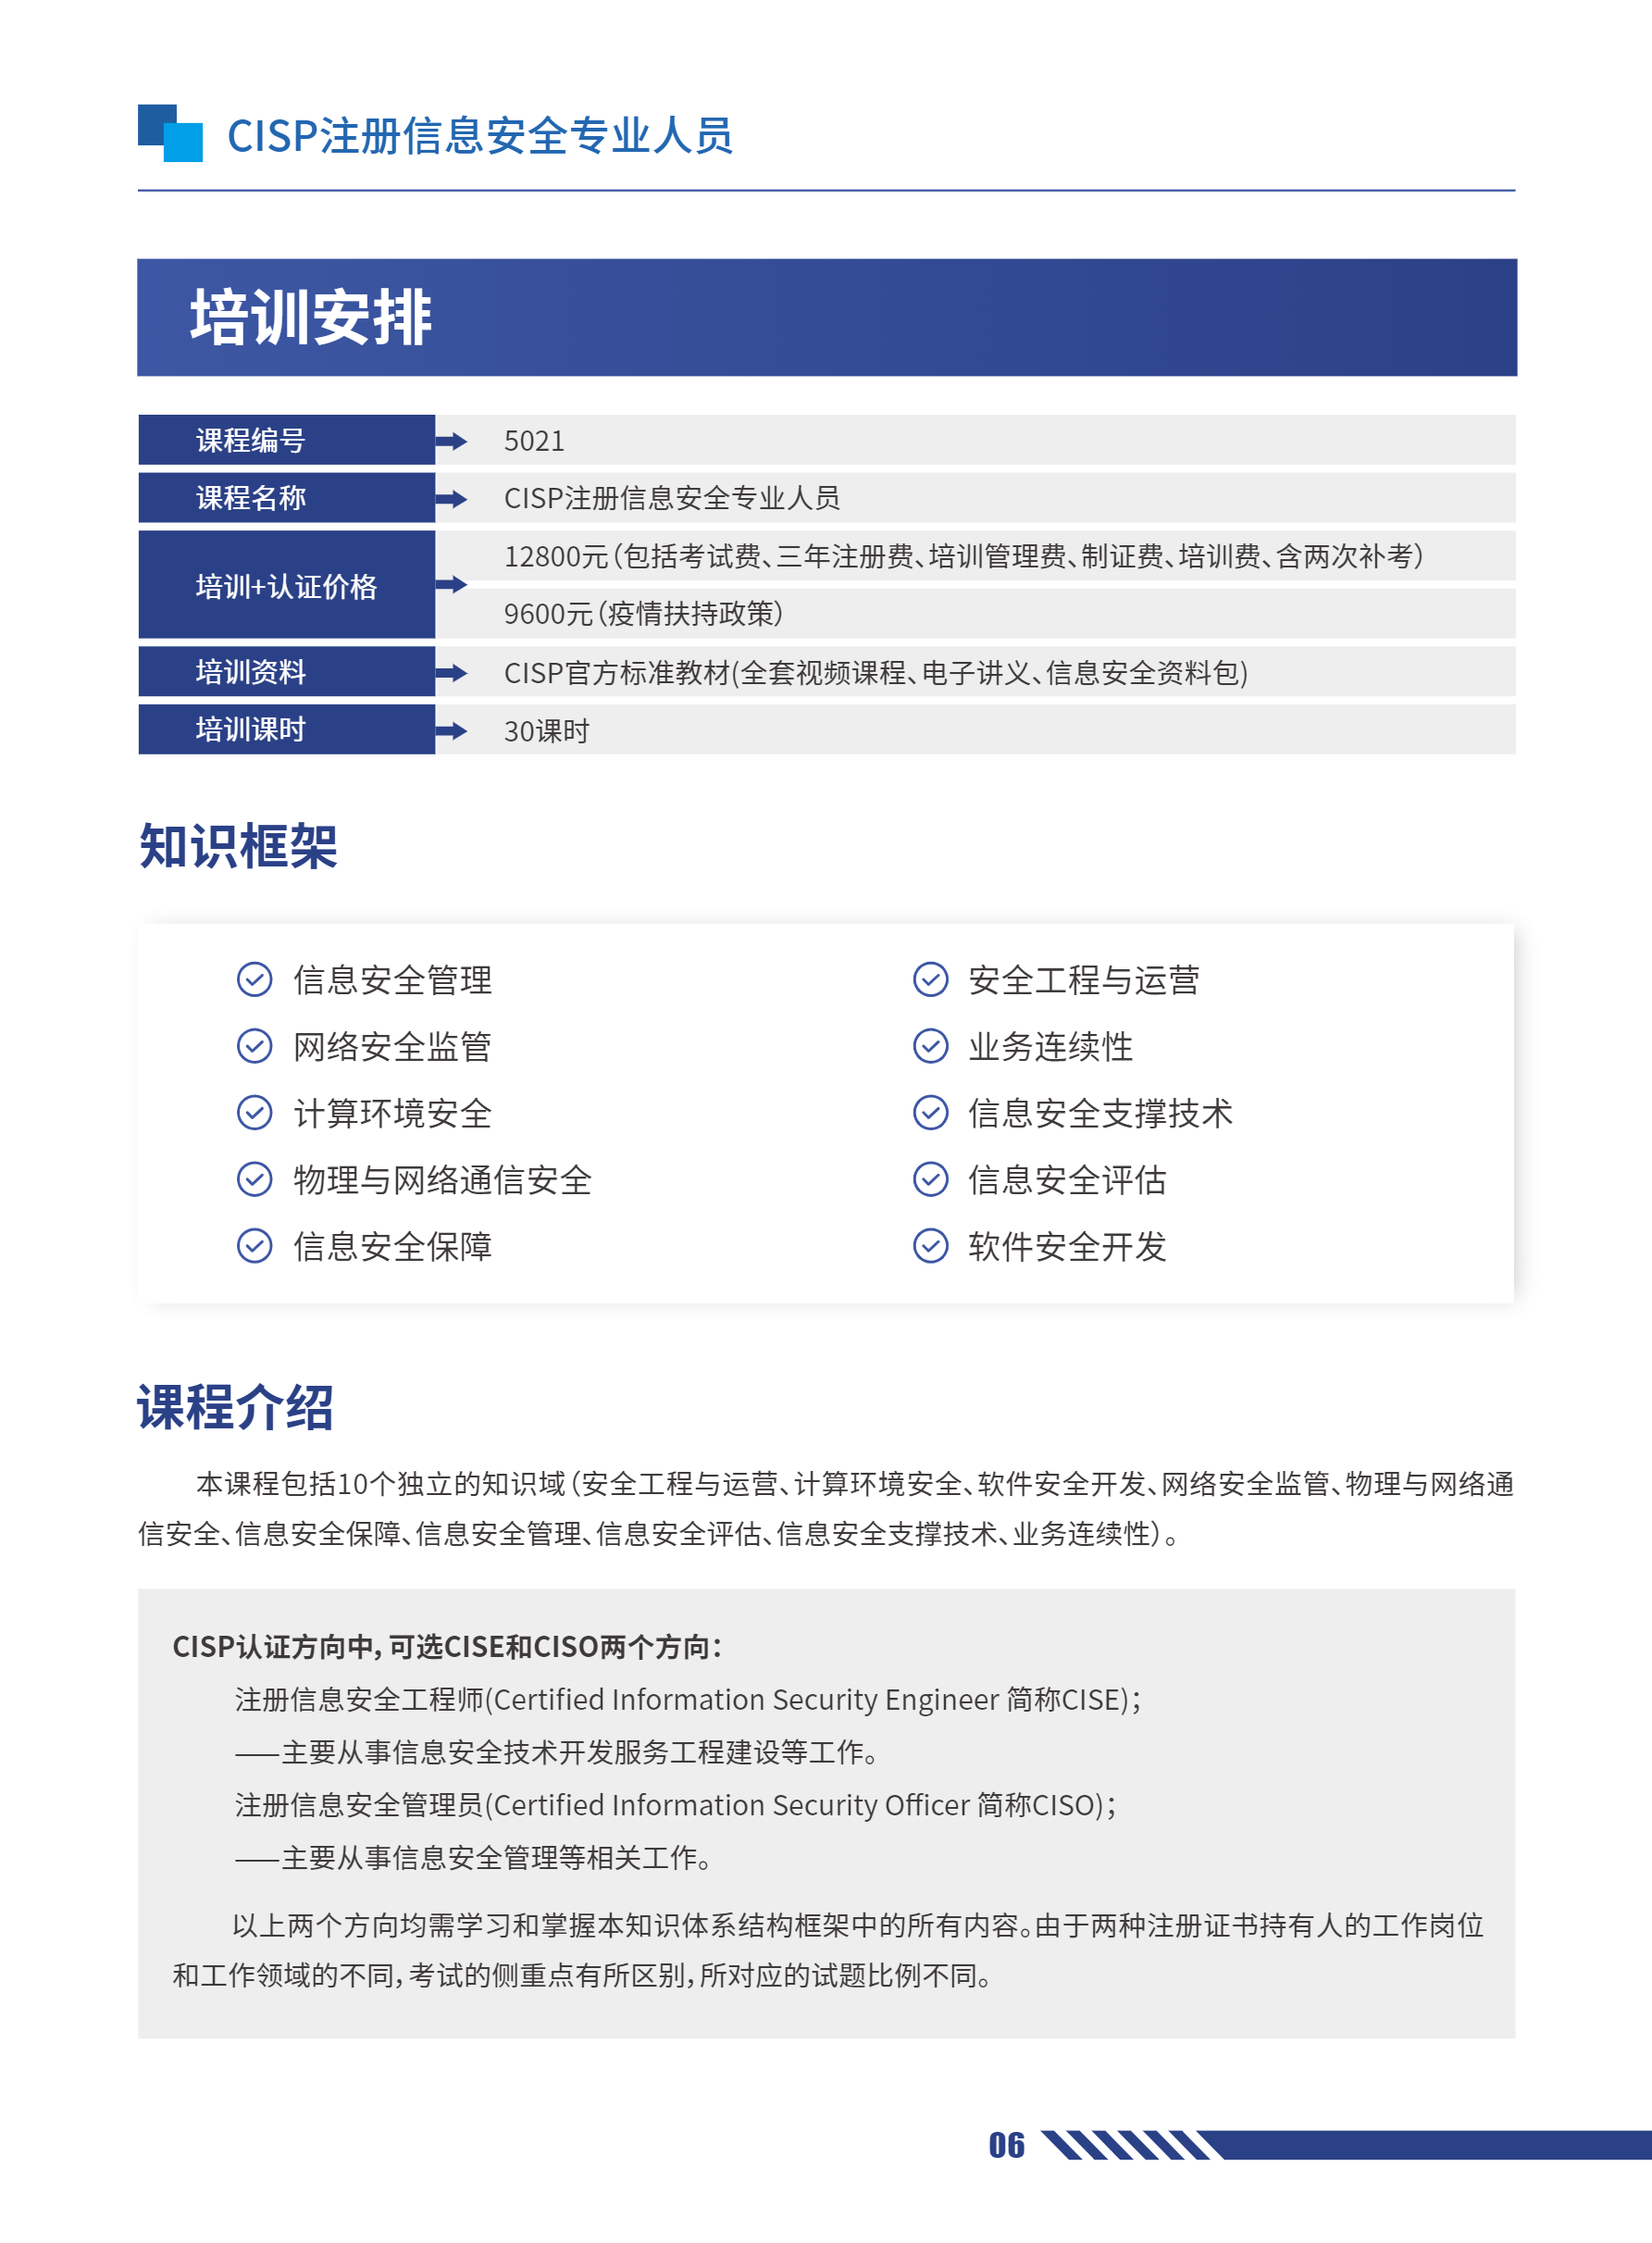 CISP注册信息安全专业人员
培训安排
课程编号 5021
课程名称 CISP注册信息安全专业人员
培训+认证价格 12800元（包括考试费、三年注册费、培训管理费、制证费、培训费、含两次补考）
9600元（疫情扶持政策）
培训资料 CISP官方标准教材(全套视频课程、电子讲义、信息安全资料包)
培训课时 30课时
知识框架
信息安全管理 安全工程与运营
网络安全监管 业务连续性
计算环境安全 信息安全支撑技术
物理与网络通信安全 信息安全评估
信息安全保障 软件安全开发
课程介绍
本课程包括10个独立的知识域（安全工程与运营、计算环境安全、软件安全开发、网络安全监管、物理与网络通
信安全、信息安全保障、信息安全管理、信息安全评估、信息安全支撑技术、业务连续性）。
CISP认证方向中，可选CISE和CISO两个方向：
注册信息安全工程师(Certified Information Security Engineer 简称CISE)；
——主要从事信息安全技术开发服务工程建设等工作。
注册信息安全管理员(Certified Information Security Officer 简称CISO)；
——主要从事信息安全管理等相关工作。
以上两个方向均需学习和掌握本知识体系结构框架中的所有内容。由于两种注册证书持有人的工作岗位
和工作领域的不同，考试的侧重点有所区别，所对应的试题比例不同。
06